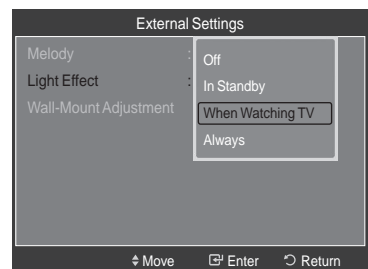 External Settings
Melody :
Light Effect :
Wall-Mount Adjustment
Off
In Standby
When Watching TV
Always
Move Enter Return